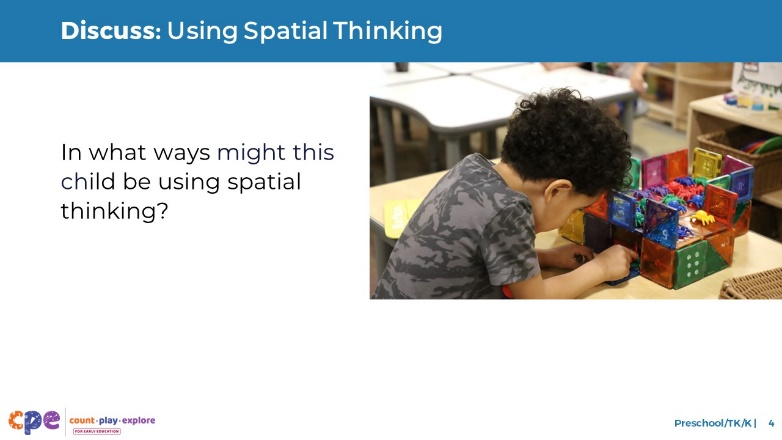 Discuss: Using Spatial Thinking
In what ways might this
child be using spatial
thinking?
cpe
count·play·explore
FOR EARLY EDUCATION
Preschool/TK/K | 4